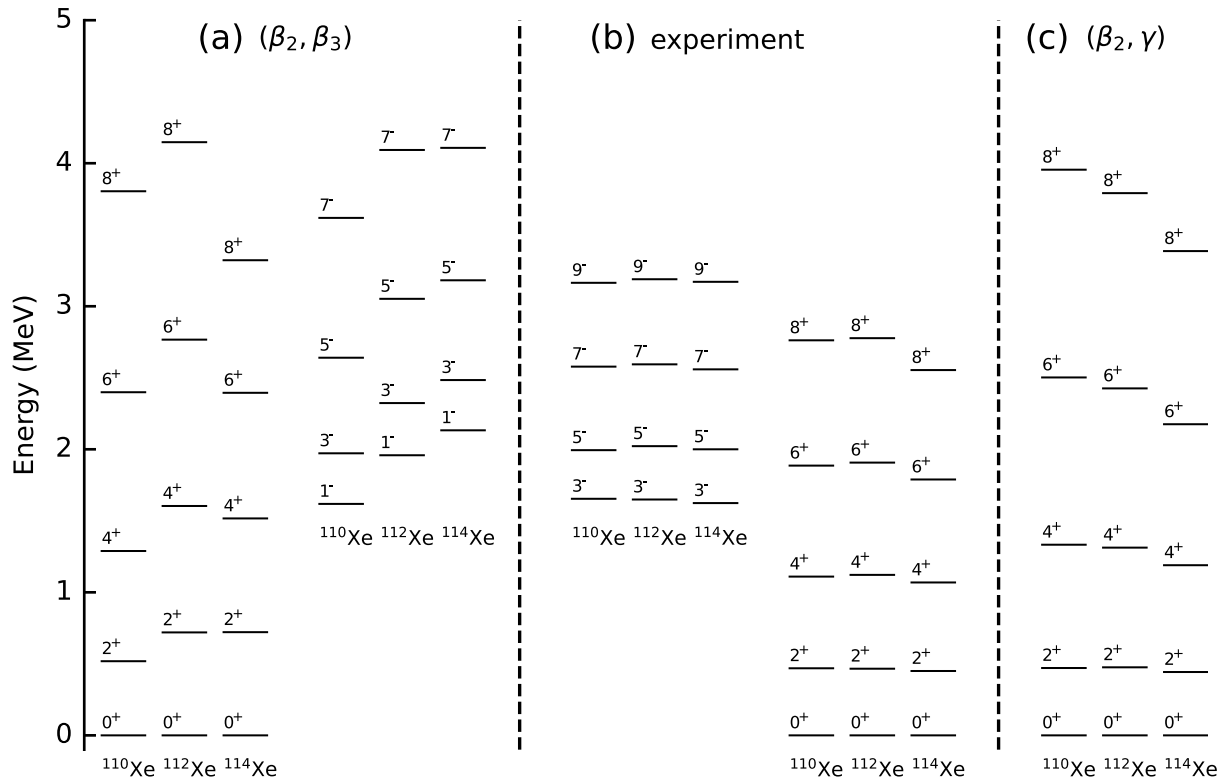 (a) (β₂, β₃)
(b) experiment
(c) (β₂, γ)
Energy (MeV)
5
4
3
2
1
0
8⁺ 6⁺ 4⁺ 2⁺ 0⁺ ¹¹⁰Xe
8⁺ 6⁺ 4⁺ 2⁺ 0⁺ ¹¹²Xe
8⁺ 6⁺ 4⁺ 2⁺ 0⁺ ¹¹⁴Xe
7⁻ 5⁻ 3⁻ 1⁻ ¹¹⁰Xe
7⁻ 5⁻ 3⁻ 1⁻ ¹¹²Xe
7⁻ 5⁻ 3⁻ 1⁻ ¹¹⁴Xe
9⁻ 7⁻ 5⁻ 3⁻ ¹¹⁰Xe
9⁻ 7⁻ 5⁻ 3⁻ ¹¹²Xe
9⁻ 7⁻ 5⁻ 3⁻ ¹¹⁴Xe
8⁺ 6⁺ 4⁺ 2⁺ 0⁺ ¹¹⁰Xe
8⁺ 6⁺ 4⁺ 2⁺ 0⁺ ¹¹²Xe
8⁺ 6⁺ 4⁺ 2⁺ 0⁺ ¹¹⁴Xe
8⁺ 6⁺ 4⁺ 2⁺ 0⁺ ¹¹⁰Xe
8⁺ 6⁺ 4⁺ 2⁺ 0⁺ ¹¹²Xe
8⁺ 6⁺ 4⁺ 2⁺ 0⁺ ¹¹⁴Xe